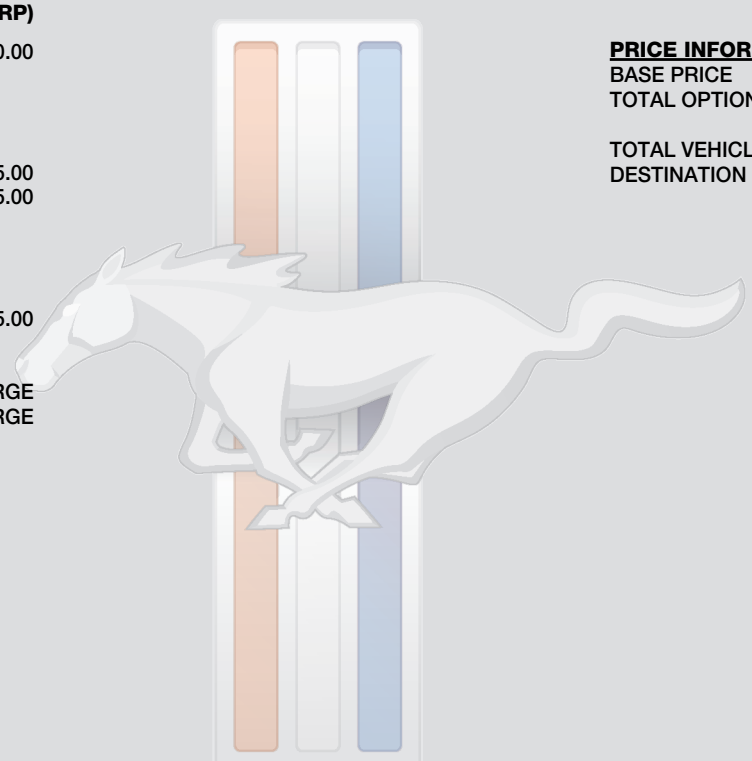 RP)
0.00
5.00
5.00
5.00
RGE
RGE
PRICE INFOR
BASE PRICE
TOTAL OPTION
TOTAL VEHICL
DESTINATION